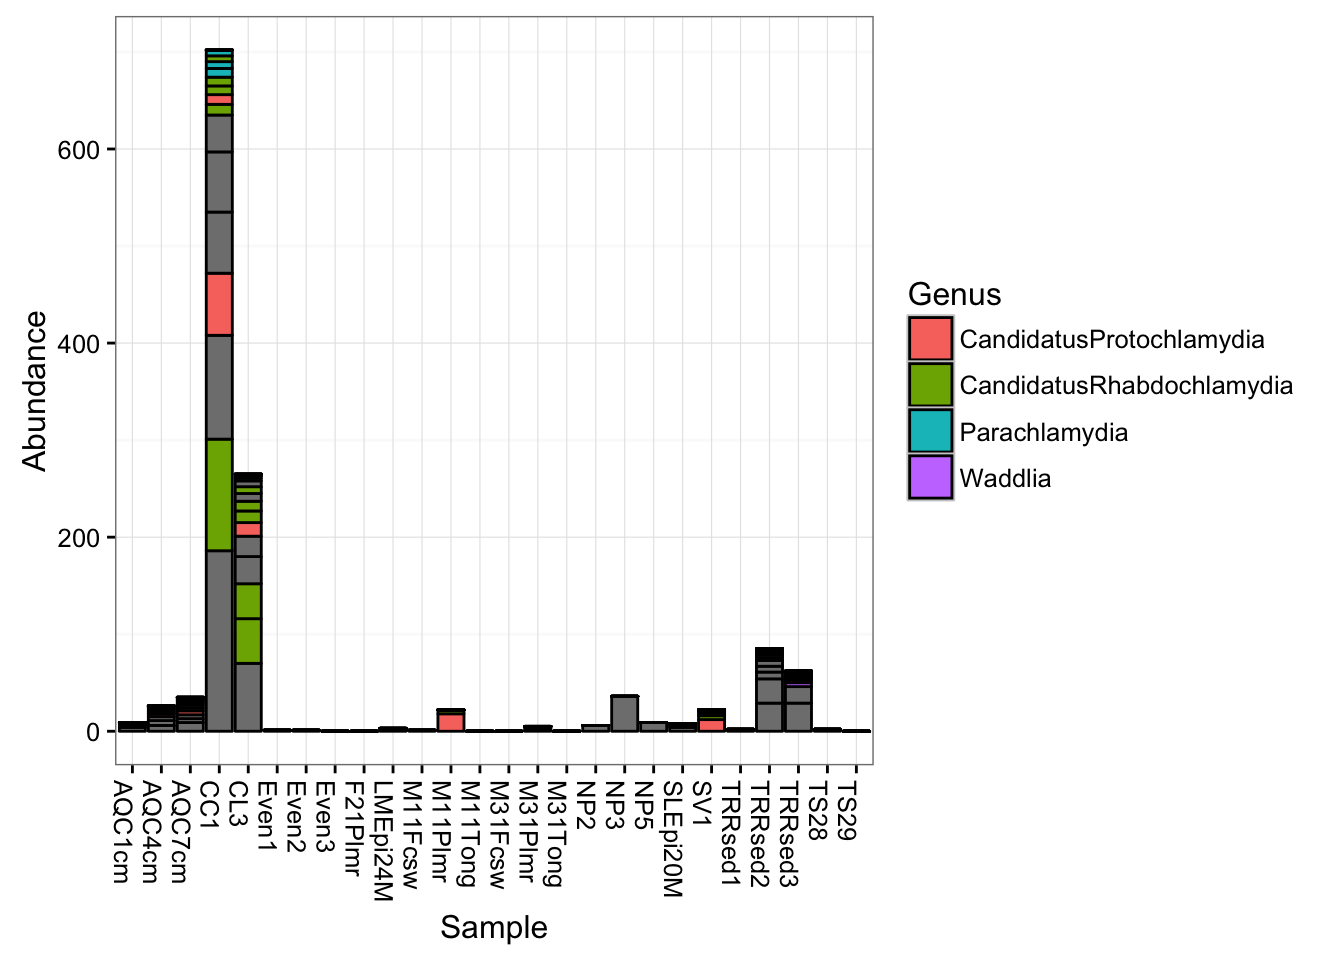 Abundance
600
400
200
0
AQC1cm
AQC4cm
AQC7cm
CC1
CL3
Even1
Even2
Even3
F21Plmr
LMEpi24M
M11Fcsw
M11Plmr
M11Tong
M31Fcsw
M31Plmr
M31Tong
NP2
NP3
NP5
SLEpi20M
SV1
TRRsed1
TRRsed2
TRRsed3
TS28
TS29
Sample
Genus
CandidatusProtochlamydia
CandidatusRhabdochlamydia
Parachlamydia
Waddlia